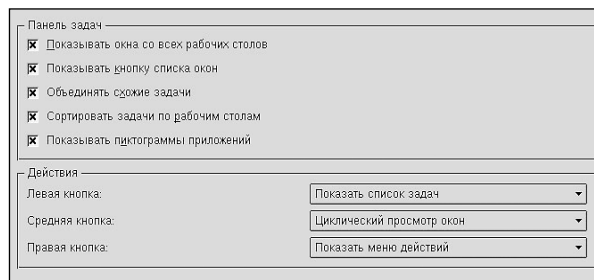 Панель задач
Показывать окна со всех рабочих столов
Показывать кнопку списка окон
Объединять схожие задачи
Сортировать задачи по рабочим столам
Показывать пиктограммы приложений
Действия
Левая кнопка: Показать список задач
Средняя кнопка: Циклический просмотр окон
Правая кнопка: Показать меню действий